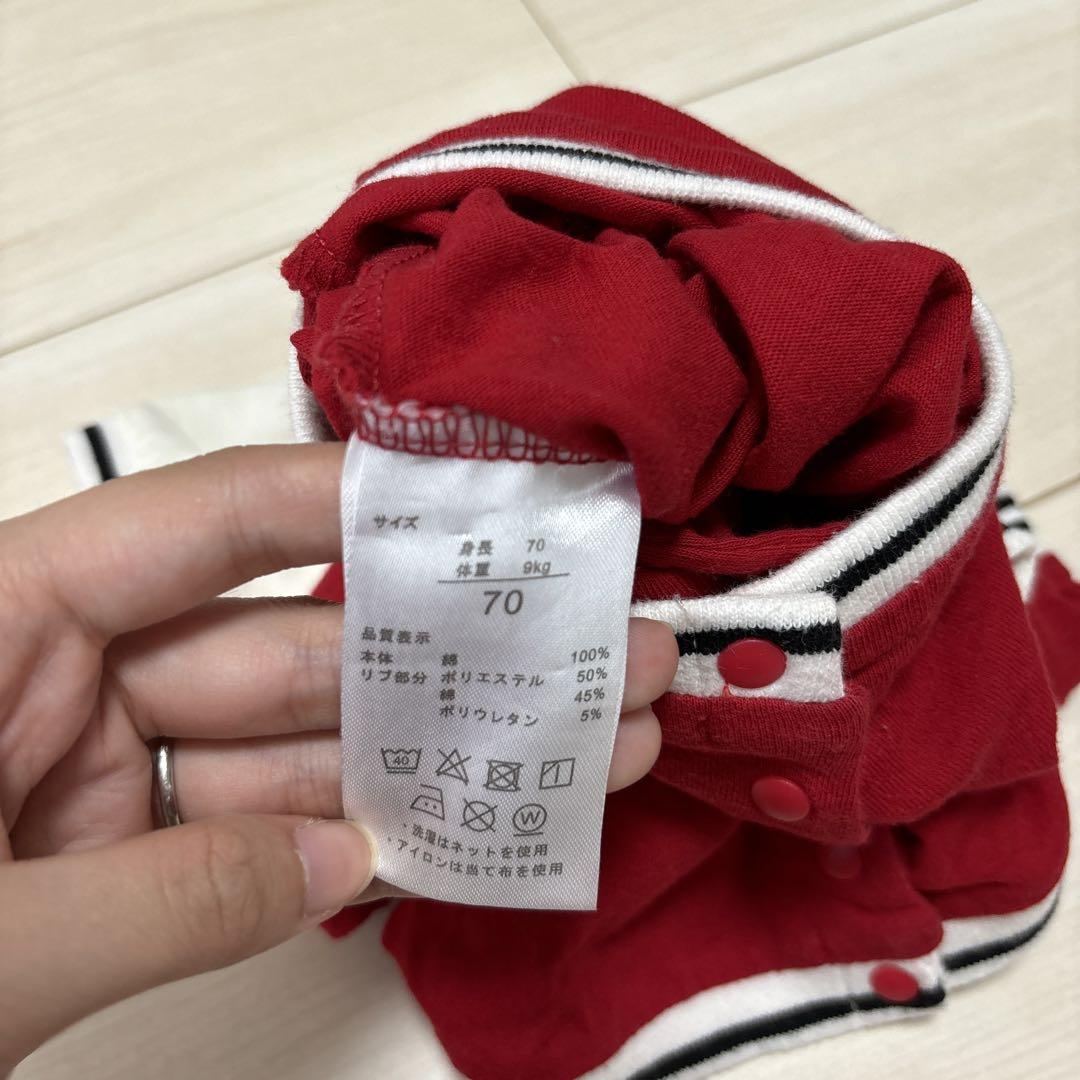 サイズ
身長 70
体重 9kg
70
品質表示
本体 綿 100%
リブ部分 ポリエステル 50%
綿 45%
ポリウレタン 5%
40
W
・洗濯はネットを使用
・アイロンは当て布を使用